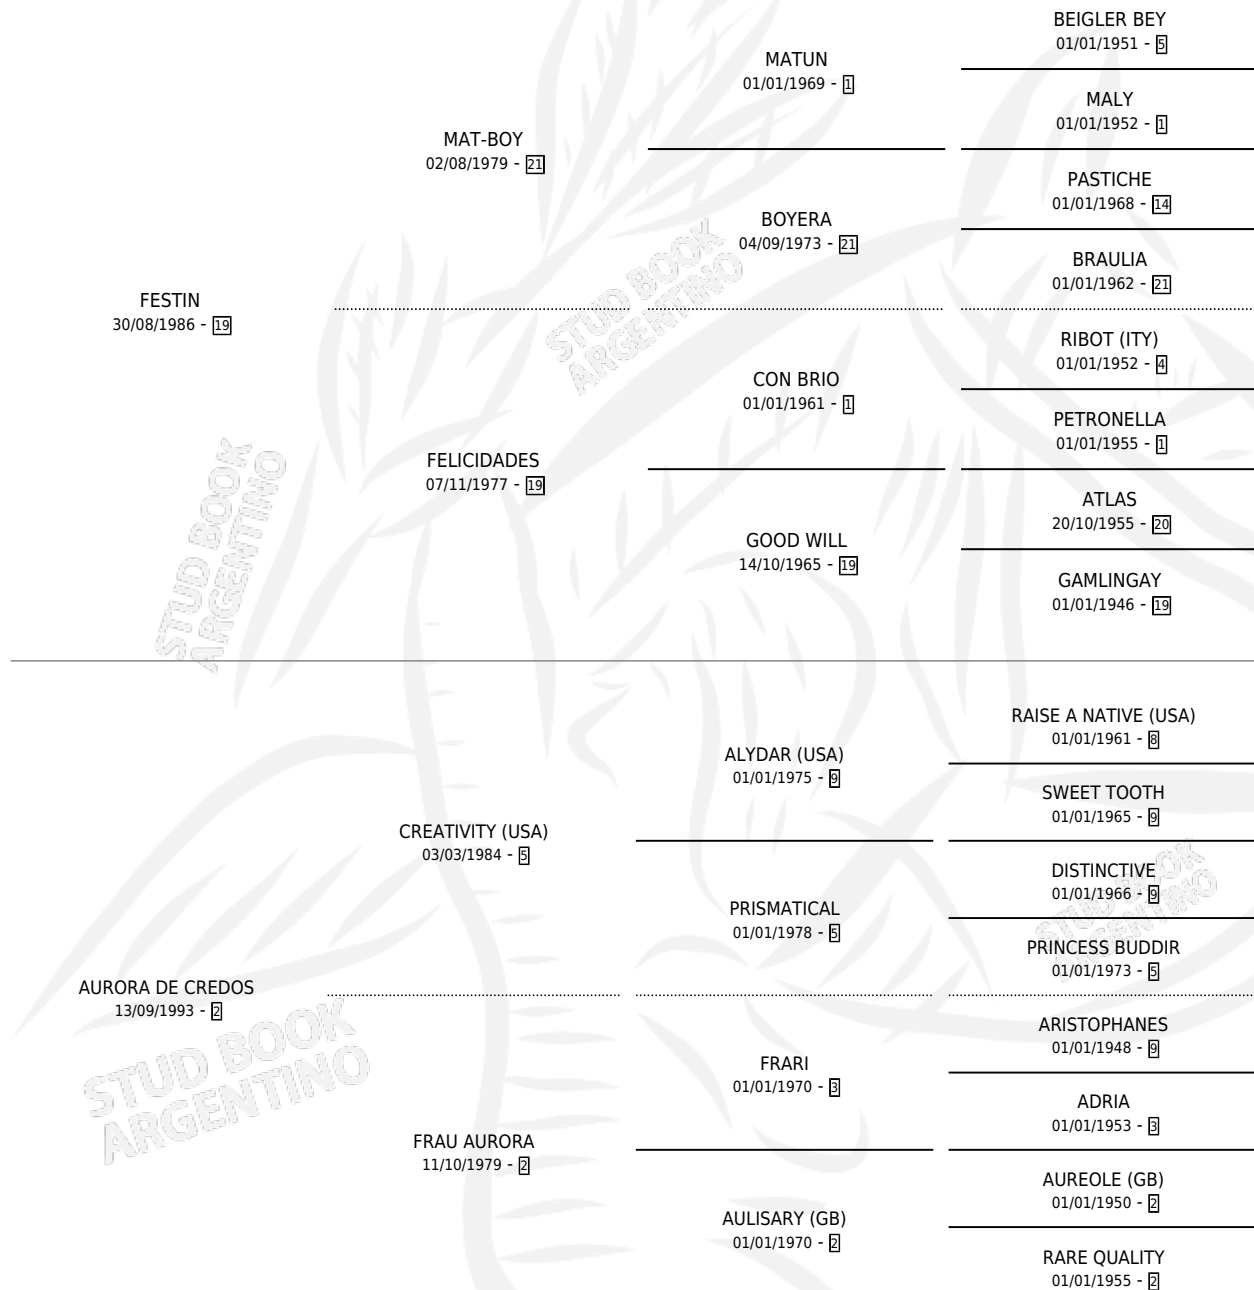 FESTIN
30/08/1986 - 19
MAT-BOY
02/08/1979 - 21
MATUN
01/01/1969 - 1
BEIGLER BEY
01/01/1951 - 5
MALY
01/01/1952 - 1
BOYERA
04/09/1973 - 21
PASTICHE
01/01/1968 - 14
BRAULIA
01/01/1962 - 21
FELICIDADES
07/11/1977 - 19
CON BRIO
01/01/1961 - 1
RIBOT (ITY)
01/01/1952 - 4
PETRONELLA
01/01/1955 - 1
GOOD WILL
14/10/1965 - 19
ATLAS
20/10/1955 - 20
GAMLINGAY
01/01/1946 - 19
AURORA DE CREDOS
13/09/1993 - 2
CREATIVITY (USA)
03/03/1984 - 5
ALYDAR (USA)
01/01/1975 - 9
RAISE A NATIVE (USA)
01/01/1961 - 8
SWEET TOOTH
01/01/1965 - 9
PRISMATICAL
01/01/1978 - 5
DISTINCTIVE
01/01/1966 - 9
PRINCESS BUDDIR
01/01/1973 - 5
FRAU AURORA
11/10/1979 - 2
FRARI
01/01/1970 - 3
ARISTOPHANES
01/01/1948 - 9
ADRIA
01/01/1953 - 3
AULISARY (GB)
01/01/1970 - 2
AUREOLE (GB)
01/01/1950 - 2
RARE QUALITY
01/01/1955 - 2
STUD BOOK
ARGENTINO
STUD BOOK
ARGENTINO
STUD BOOK
ARGENTINO
STUD BOOK
ARGENTINO